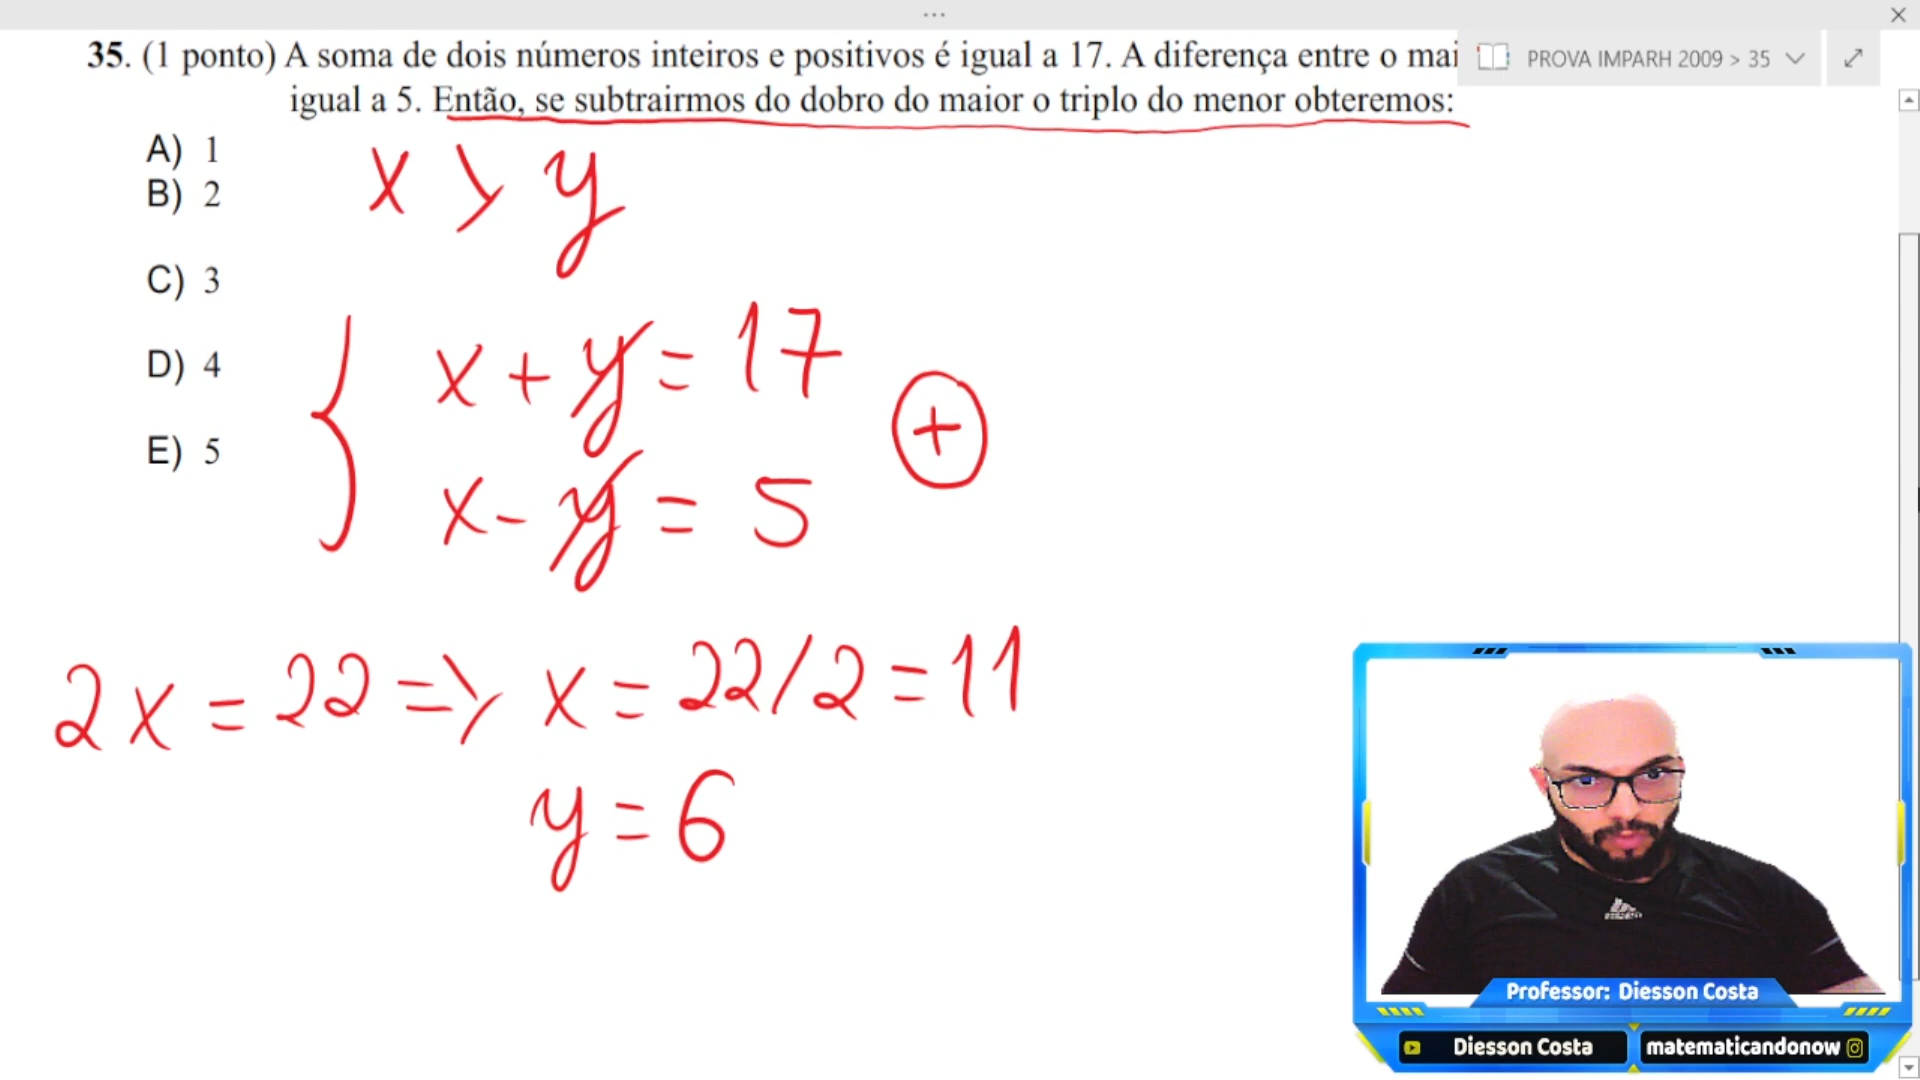 ...
35. (1 ponto) A soma de dois números inteiros e positivos é igual a 17. A diferença entre o mai
PROVA IMPARH 2009 > 35
igual a 5. Então, se subtrairmos do dobro do maior o triplo do menor obteremos:
A) 1
B) 2
x > y
C) 3
x + y = 17
D) 4
+
E) 5
x - y = 5
2x = 22 => x = 22/2 = 11
y = 6
Professor: Diesson Costa
Diesson Costa
matematicandonow